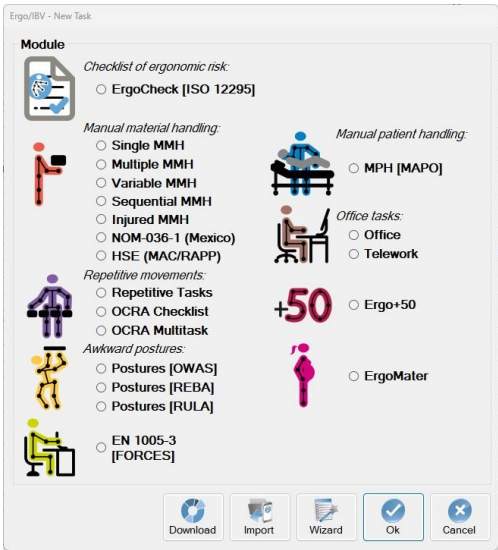 Ergo/IBV - New Task
Module
Checklist of ergonomic risk:
ErgoCheck [ISO 12295]
Manual material handling:
Single MMH
Multiple MMH
Variable MMH
Sequential MMH
Injured MMH
NOM-036-1 (Mexico)
HSE (MAC/RAPP)
Repetitive movements:
Repetitive Tasks
OCRA Checklist
OCRA Multitask
Awkward postures:
Postures [OWAS]
Postures [REBA]
Postures [RULA]
EN 1005-3
[FORCES]
Manual patient handling:
MPH [MAPO]
Office tasks:
Office
Telework
+50
Ergo+50
ErgoMater
Download
Import
Wizard
Ok
Cancel